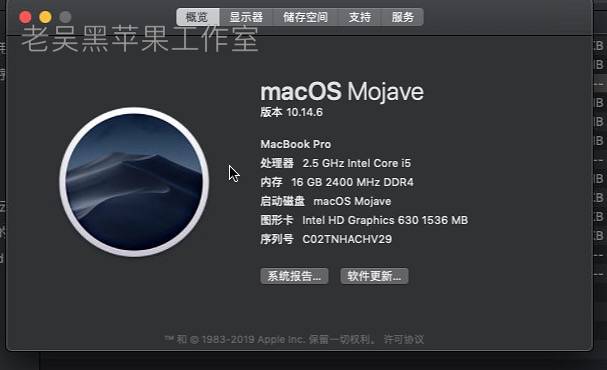 概览 显示器 储存空间 支持 服务
老吴黑苹果工作室
macOS Mojave
版本 10.14.6
MacBook Pro
处理器 2.5 GHz Intel Core i5
内存 16 GB 2400 MHz DDR4
启动磁盘 macOS Mojave
图形卡 Intel HD Graphics 630 1536 MB
序列号 C02TNHACHV29
系统报告... 软件更新...
™ 和 © 1983-2019 Apple Inc. 保留一切权利。 许可协议